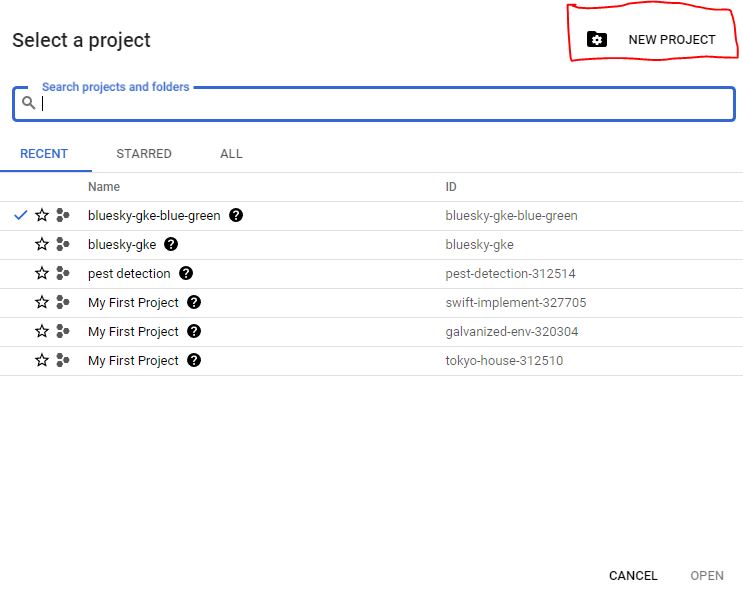 Select a project
NEW PROJECT
Search projects and folders
RECENT STARRED ALL
Name ID
bluesky-gke-blue-green bluesky-gke-blue-green
bluesky-gke bluesky-gke
pest detection pest-detection-312514
My First Project swift-implement-327705
My First Project galvanized-env-320304
My First Project tokyo-house-312510
CANCEL OPEN